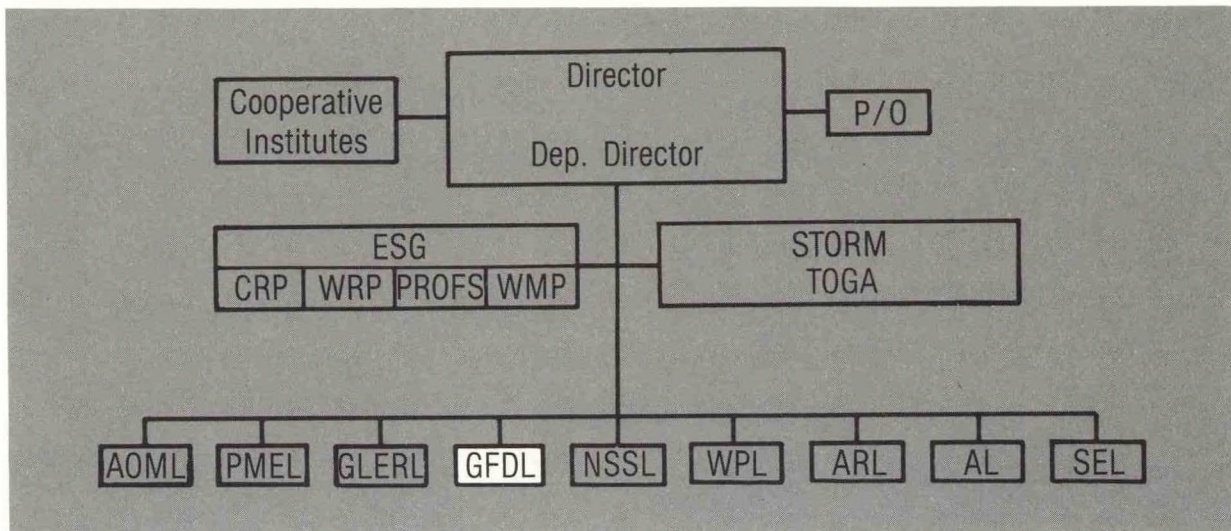 Director
Dep. Director
Cooperative
Institutes
P/O
ESG
CRP WRP PROFS WMP
STORM
TOGA
AOML PMEL GLERL GFDL NSSL WPL ARL AL SEL